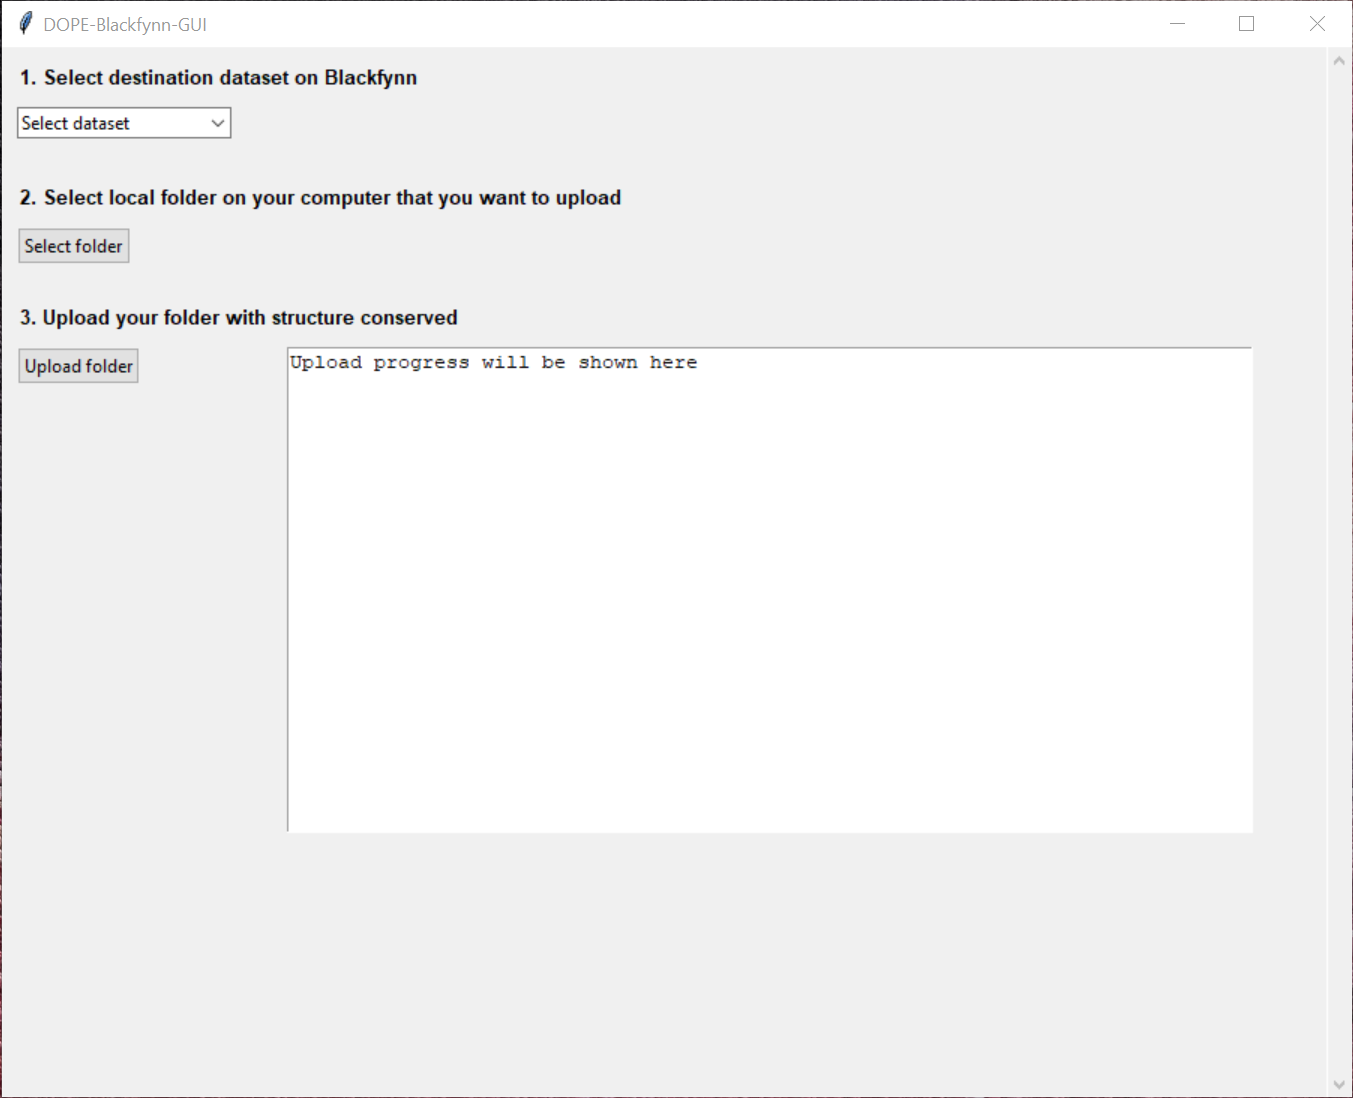 DOPE-Blackfynn-GUI
1. Select destination dataset on Blackfynn
Select dataset
2. Select local folder on your computer that you want to upload
Select folder
3. Upload your folder with structure conserved
Upload folder
Upload progress will be shown here